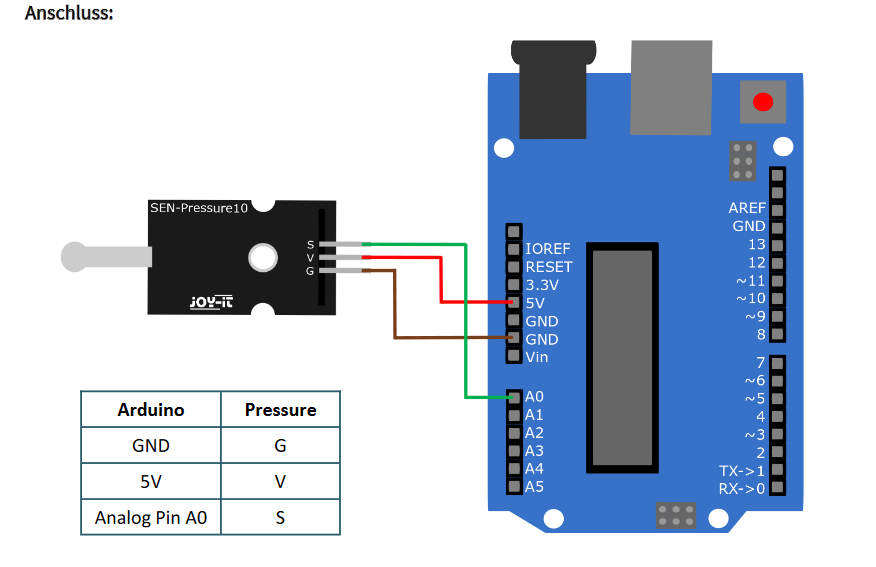 Anschluss:
SEN-Pressure10
S
V
G
JOY-iT
IOREF
RESET
3.3V
5V
GND
GND
Vin
A0
A1
A2
A3
A4
A5
AREF
GND
13
12
~11
~10
~9
8
7
~6
~5
4
~3
2
TX->1
RX->0
Arduino Pressure
GND G
5V V
Analog Pin A0 S